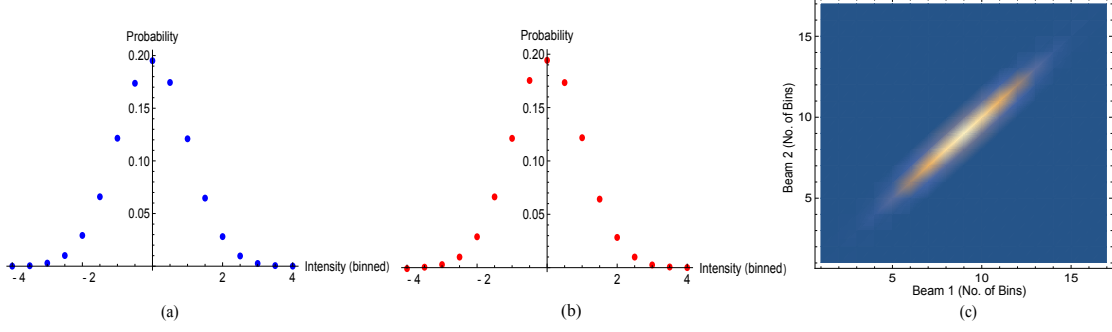 Probability
0.20
0.15
0.10
0.05
- 4 - 2 2 4
Intensity (binned)
(a)
Probability
0.20
0.15
0.10
0.05
- 4 - 2 2 4
Intensity (binned)
(b)
15
10
5
Beam 2 (No. of Bins)
5 10 15
Beam 1 (No. of Bins)
(c)